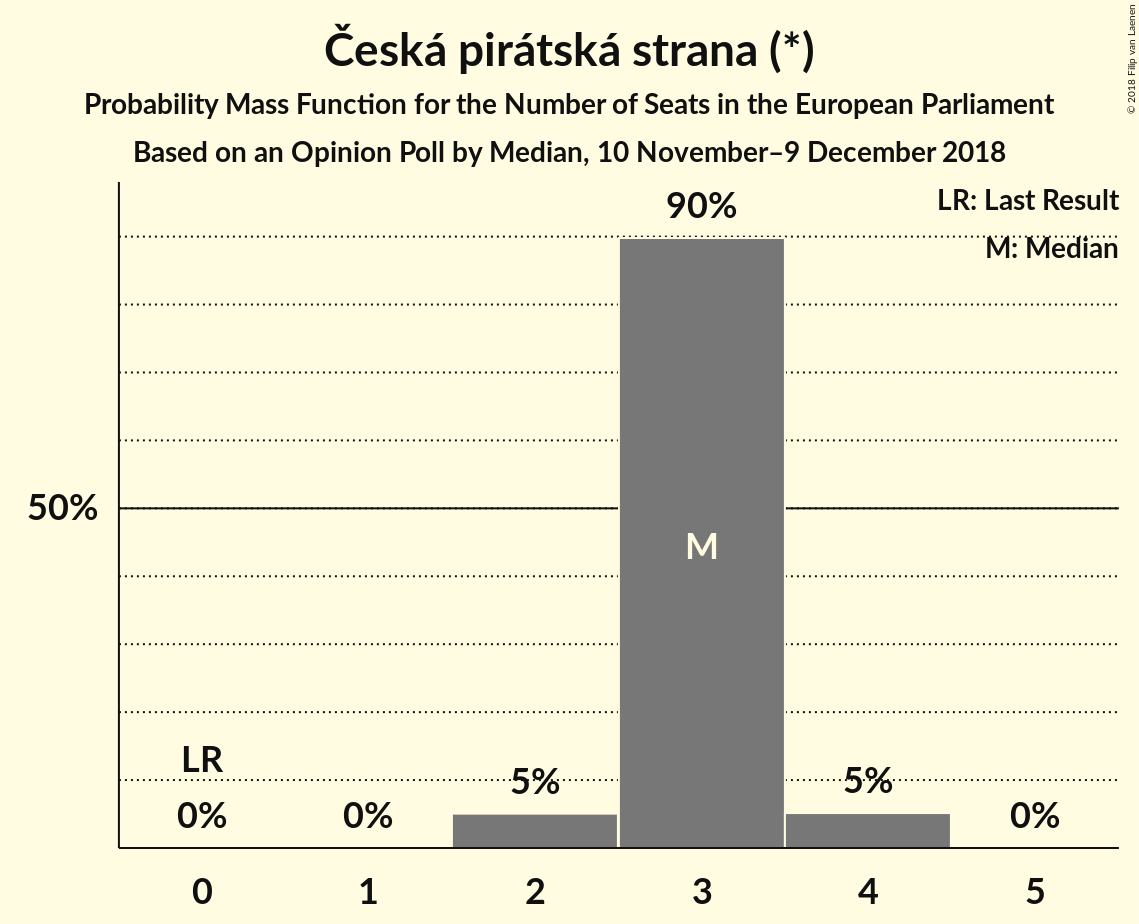 Česká pirátská strana (*)
Probability Mass Function for the Number of Seats in the European Parliament
Based on an Opinion Poll by Median, 10 November–9 December 2018
© 2018 Filip van Laenen
LR: Last Result
M: Median
90%
50%
M
LR
0%
0%
5%
5%
0%
0
1
2
3
4
5